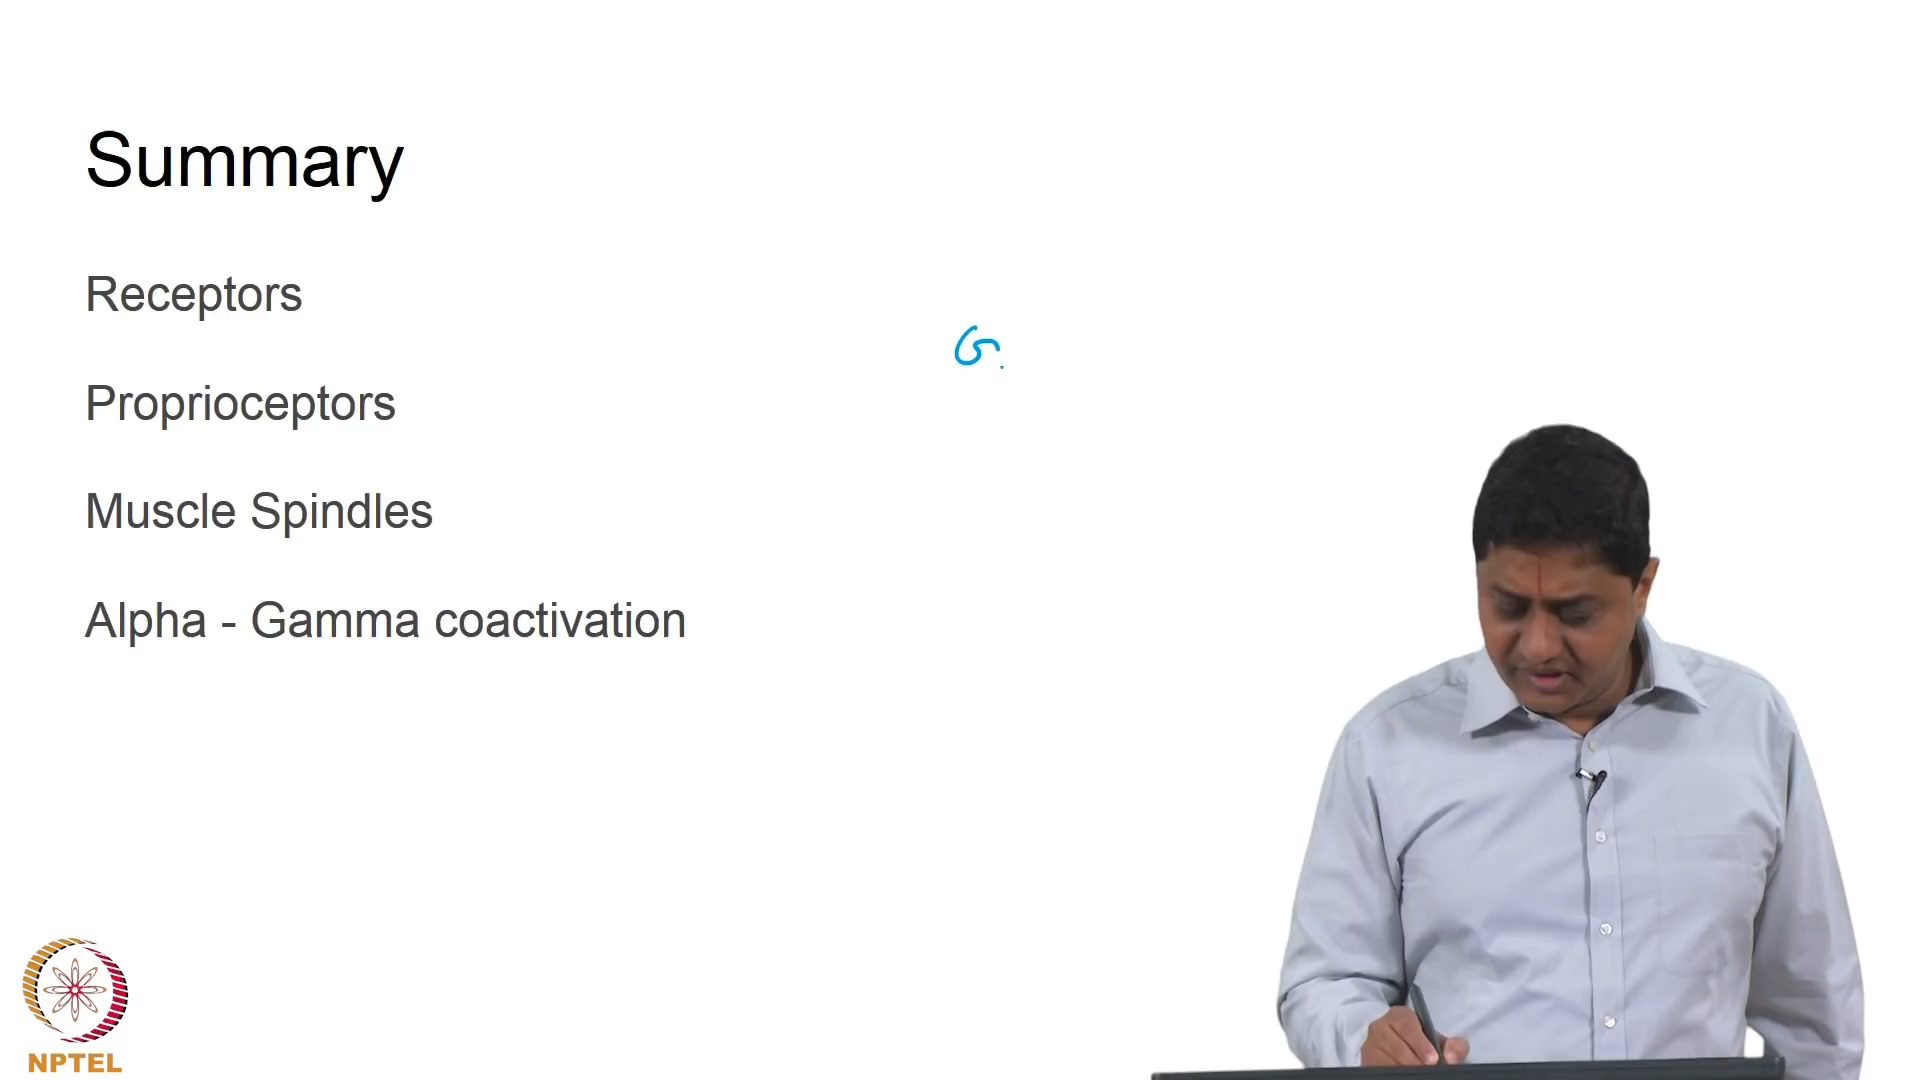 Summary
Receptors
G
Proprioceptors
Muscle Spindles
Alpha - Gamma coactivation
NPTEL